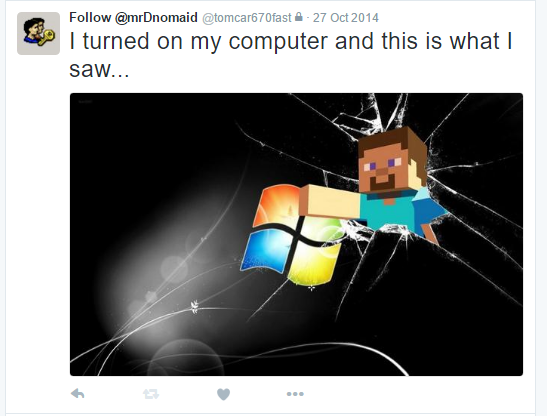 Follow @mrDnomaid @tomcar670fast · 27 Oct 2014
I turned on my computer and this is what I
saw...